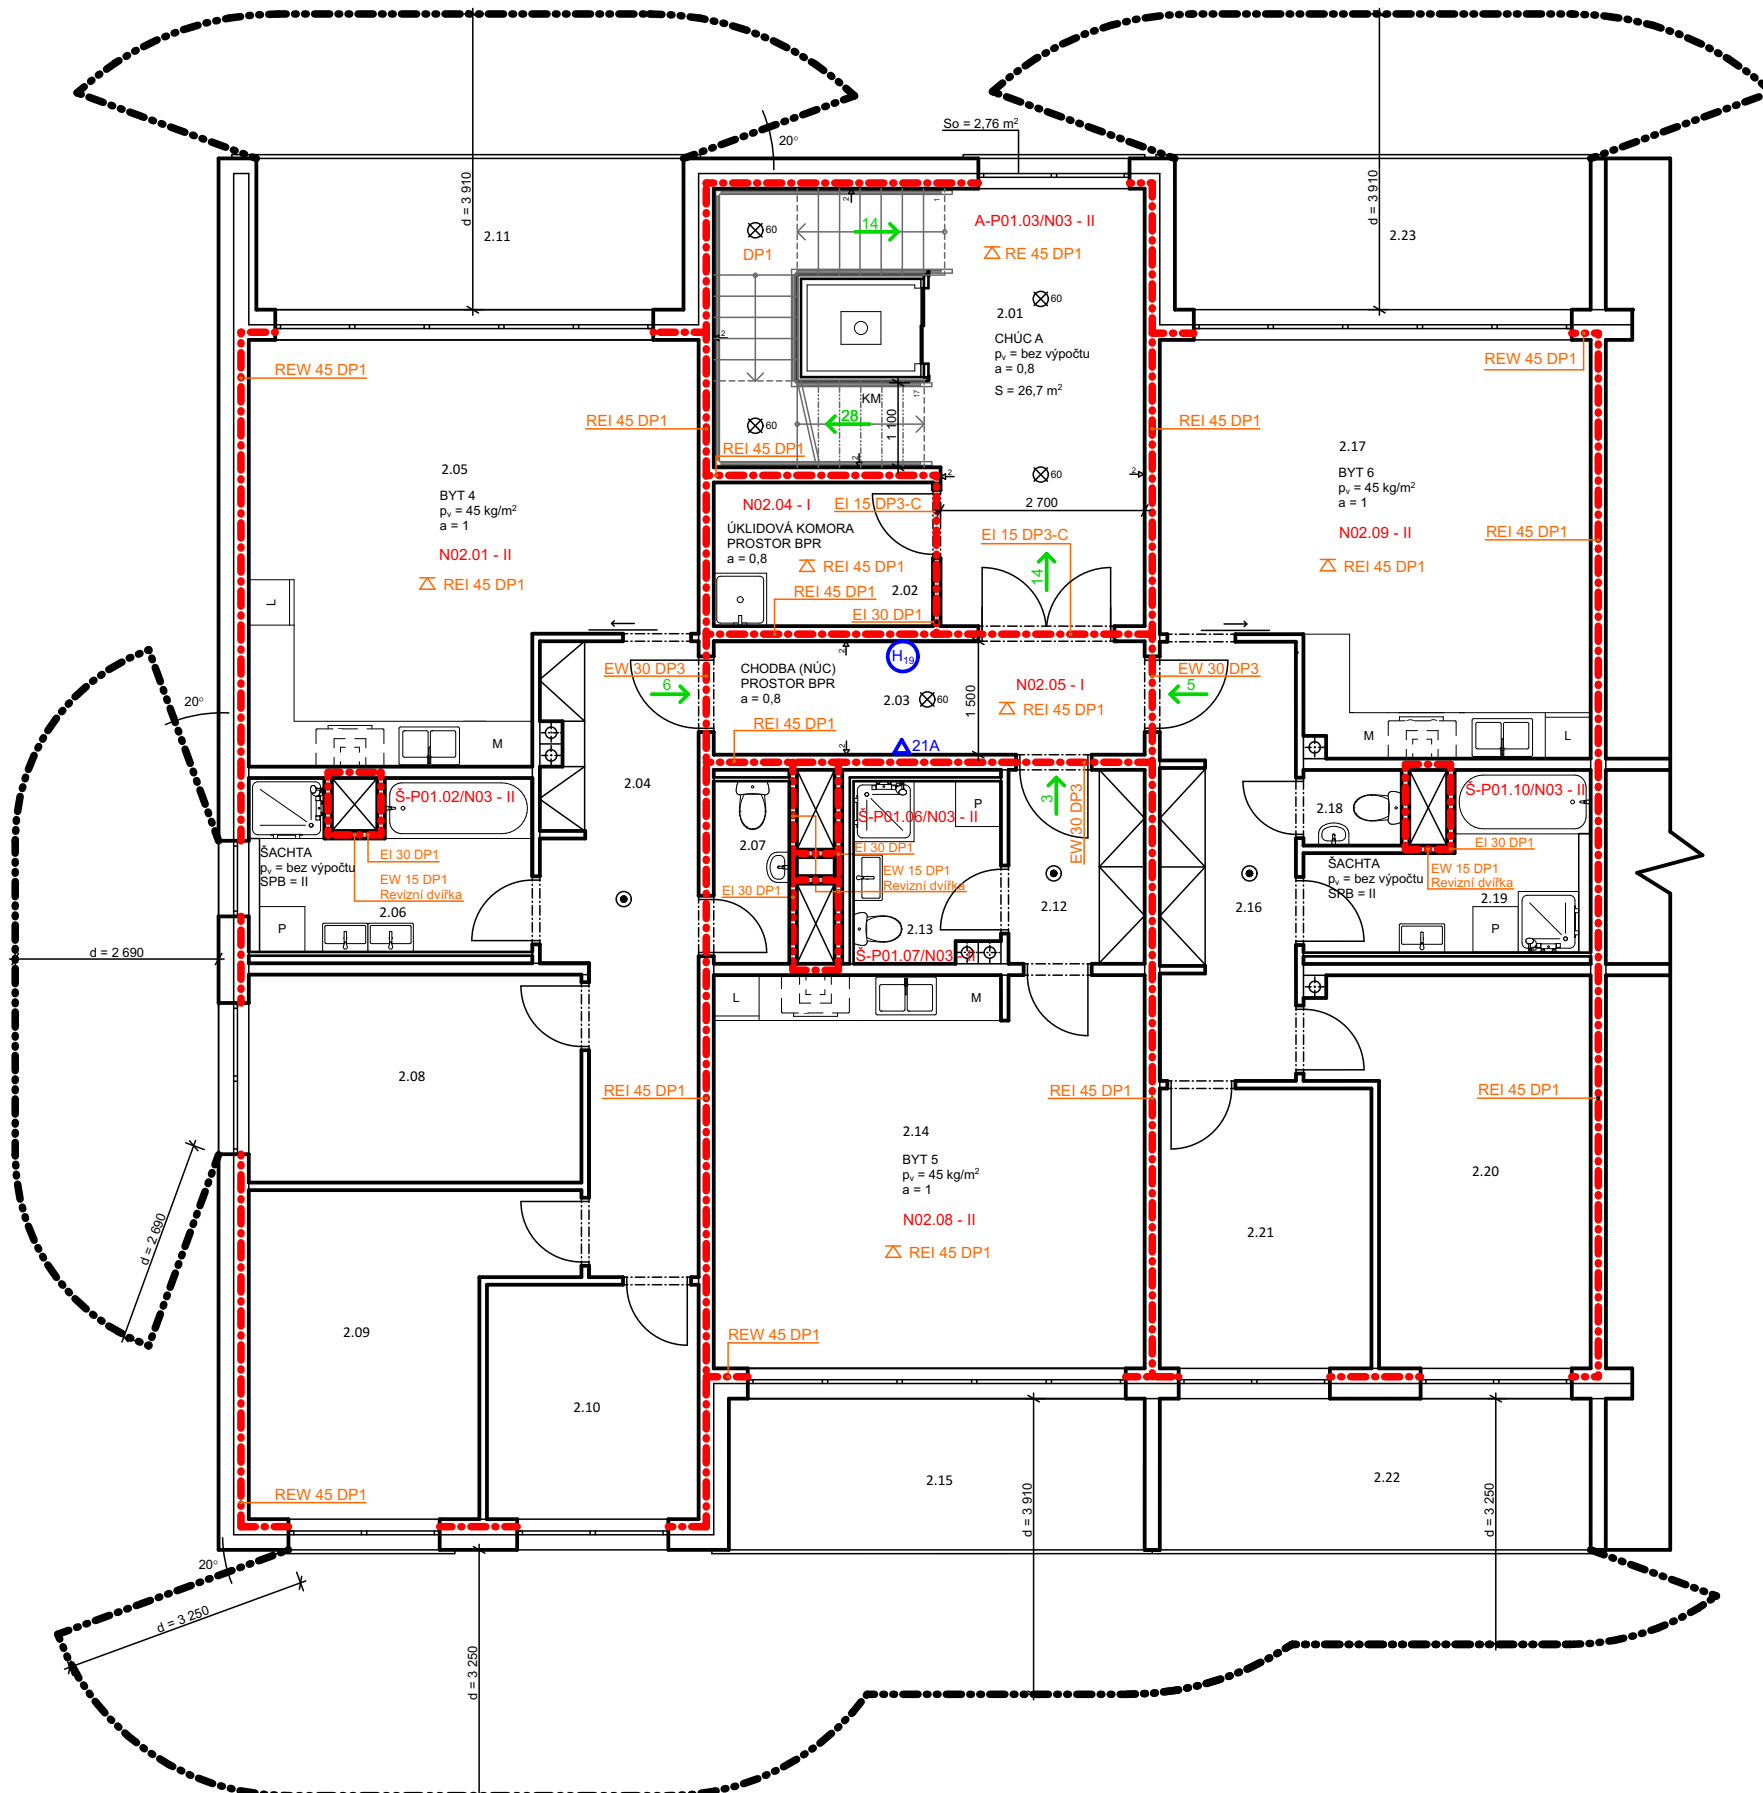 So = 2,76 m²
20°
d = 3 910
2.11
d = 3 910
2.23
14
60
DP1
2
1
A-P01.03/N03 - II
RE 45 DP1
60
2.01
CHÚC A
pᵥ = bez výpočtu
a = 0,8
S = 26,7 m²
2
KM
17
28
1 100
60
2
REI 45 DP1
60
2
2
REW 45 DP1
REI 45 DP1
2.05
BYT 4
pᵥ = 45 kg/m²
a = 1
N02.01 - II
REI 45 DP1
L
M
REW 45 DP1
REI 45 DP1
2.17
BYT 6
pᵥ = 45 kg/m²
a = 1
N02.09 - II
REI 45 DP1
REI 45 DP1
N02.04 - I
EI 15 DP3-C
ÚKLIDOVÁ KOMORA
PROSTOR BPR
a = 0,8
REI 45 DP1
REI 45 DP1
2.02
EI 30 DP1
2 700
EI 15 DP3-C
14
EW 30 DP3
6
CHODBA (NÚC)
PROSTOR BPR
a = 0,8
2
H19
2.03
60
1 500
N02.05 - I
REI 45 DP1
EW 30 DP3
5
REI 45 DP1
2
21A
M
L
20°
2.04
Š-P01.02/N03 - II
EI 30 DP1
ŠACHTA
pᵥ = bez výpočtu
SPB = II
EW 15 DP1
Revizní dvířka
2.06
P
2.07
Š-P01.06/N03 - II
P
EI 30 DP1
EW 15 DP1
Revizní dvířka
EI 30 DP1
2.13
Š-P01.07/N03 - II
3
EW 30 DP3
2.12
2.16
2.18
Š-P01.10/N03 - II
EI 30 DP1
ŠACHTA
pᵥ = bez výpočtu
SPB = II
EW 15 DP1
Revizní dvířka
2.19
P
d = 2 690
L
M
2.08
REI 45 DP1
REI 45 DP1
REI 45 DP1
2.14
BYT 5
pᵥ = 45 kg/m²
a = 1
N02.08 - II
REI 45 DP1
2.20
2.21
d = 2 690
2.09
REW 45 DP1
2.10
REW 45 DP1
2.15
d = 3 910
2.22
d = 3 250
20°
d = 3 250
d = 3 250